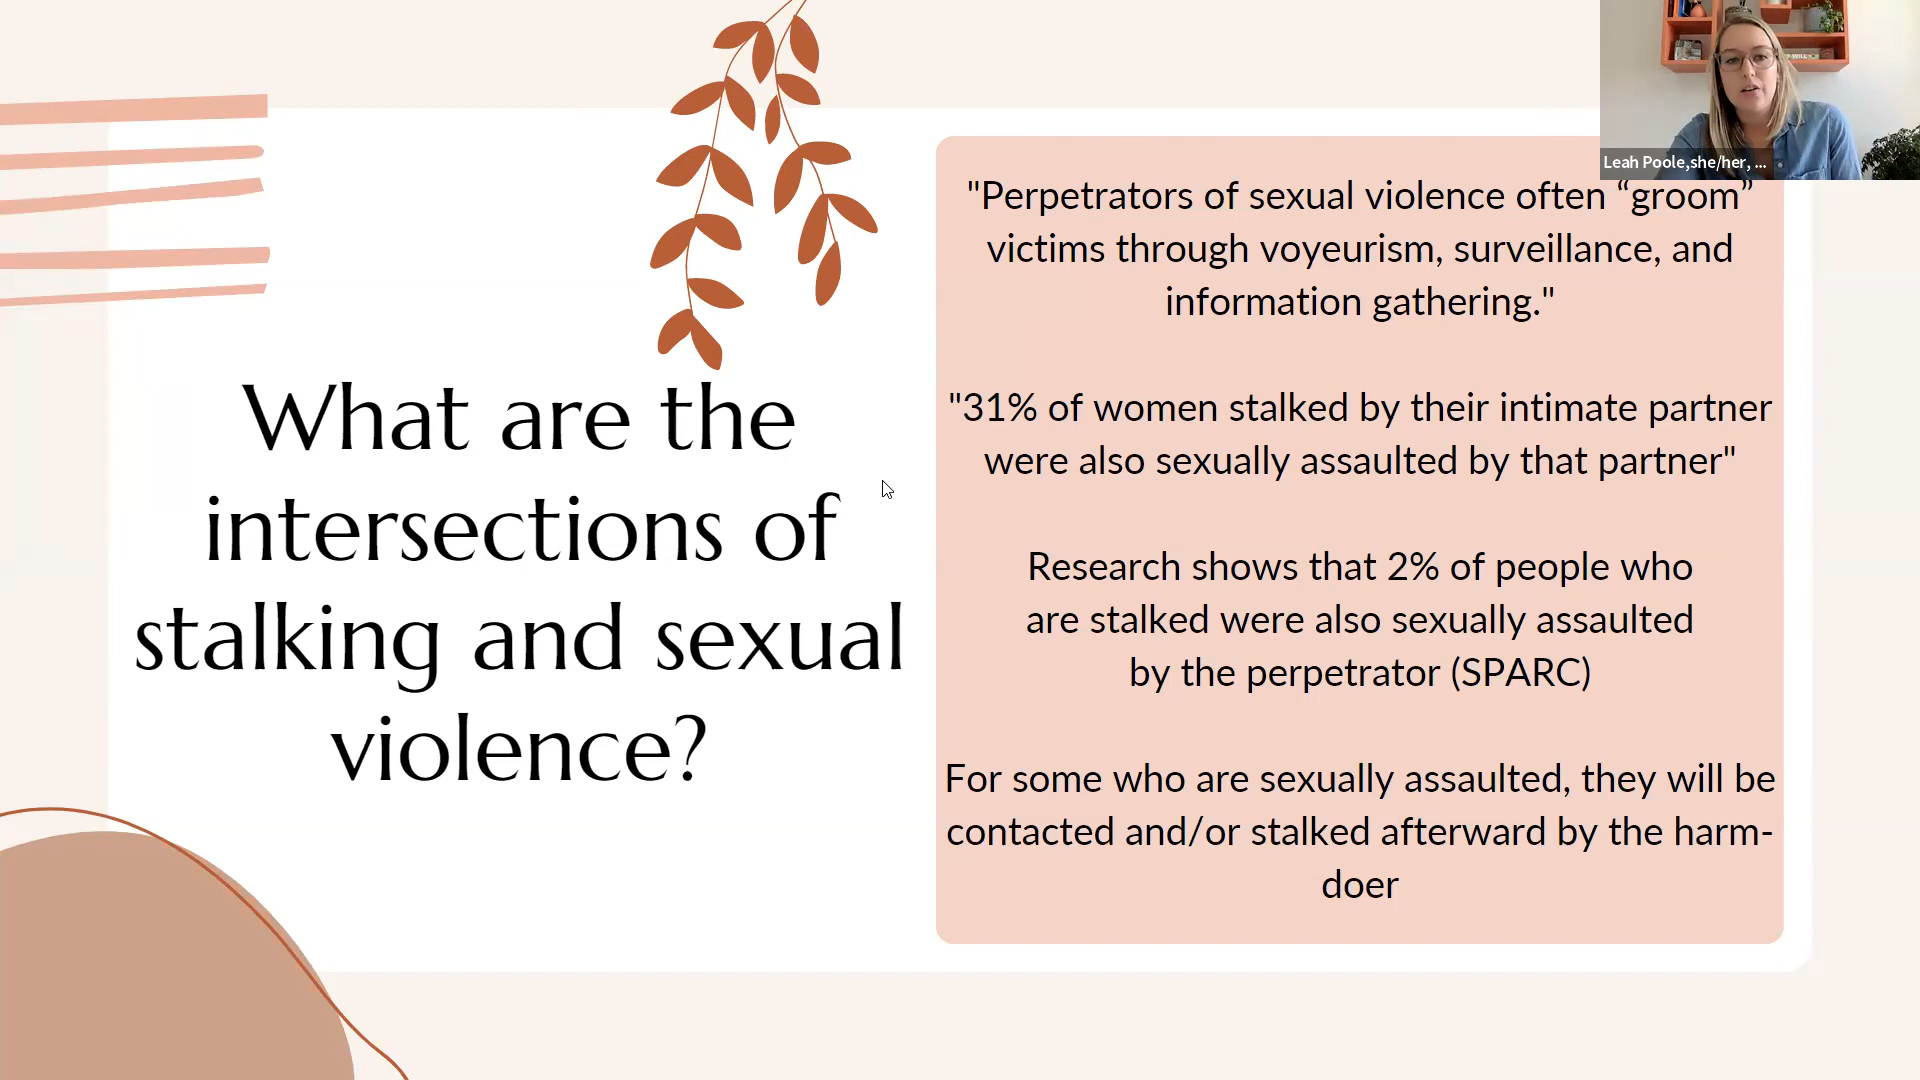 What are the
intersections of
stalking and sexual
violence?
"Perpetrators of sexual violence often “groom”
victims through voyeurism, surveillance, and
information gathering."
"31% of women stalked by their intimate partner
were also sexually assaulted by that partner"
Research shows that 2% of people who
are stalked were also sexually assaulted
by the perpetrator (SPARC)
For some who are sexually assaulted, they will be
contacted and/or stalked afterward by the harm-
doer
Leah Poole,she/her, ...